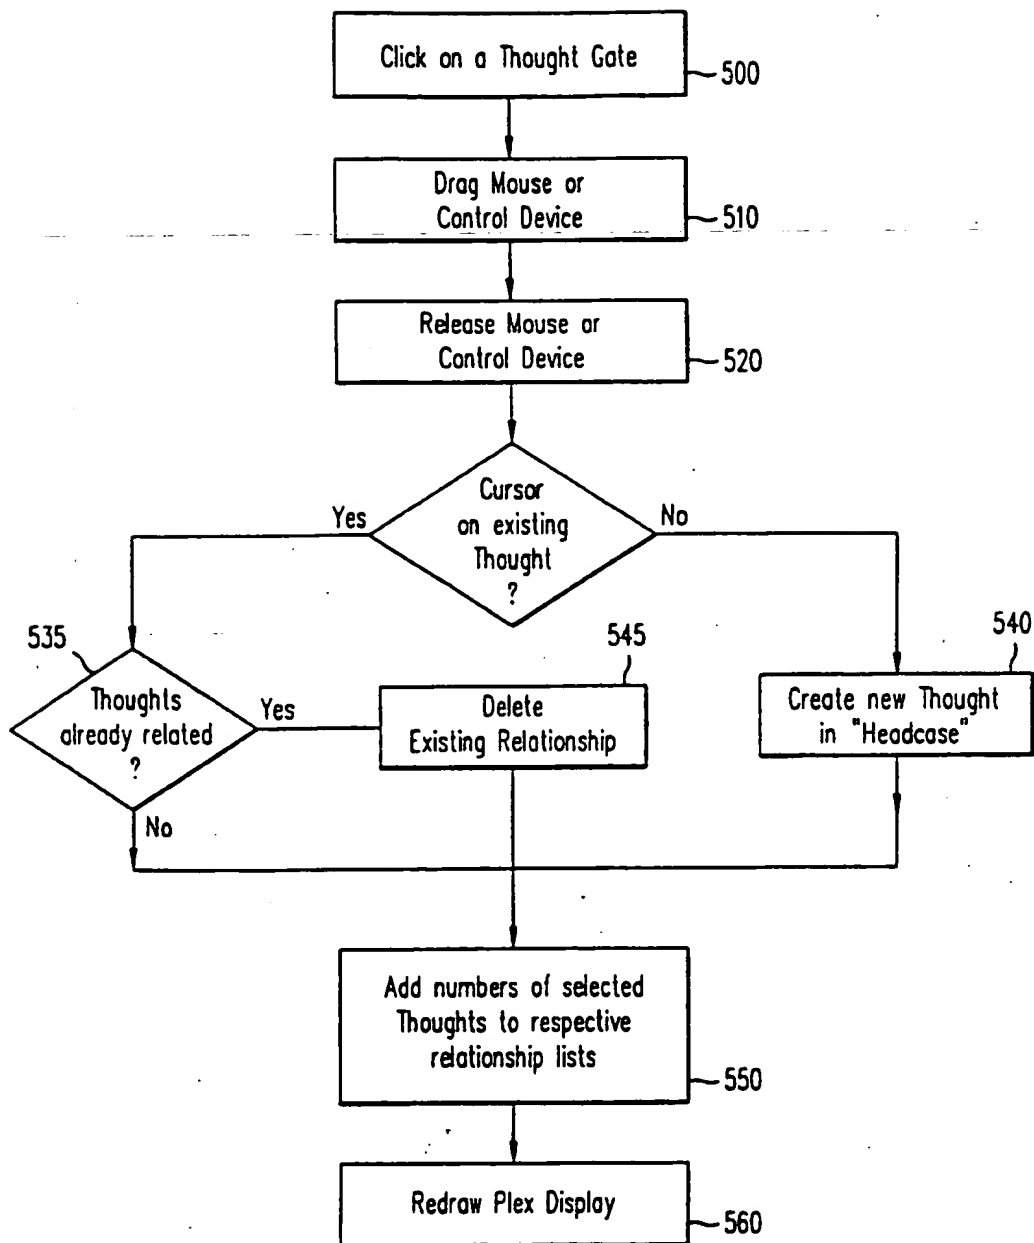 Click on a Thought Gate
500
Drag Mouse or
Control Device
510
Release Mouse or
Control Device
520
Cursor
on existing
Thought
?
Yes
No
535
Thoughts
already related
?
Yes
No
545
Delete
Existing Relationship
540
Create new Thought
in "Headcase"
Add numbers of selected
Thoughts to respective
relationship lists
550
Redraw Plex Display
560